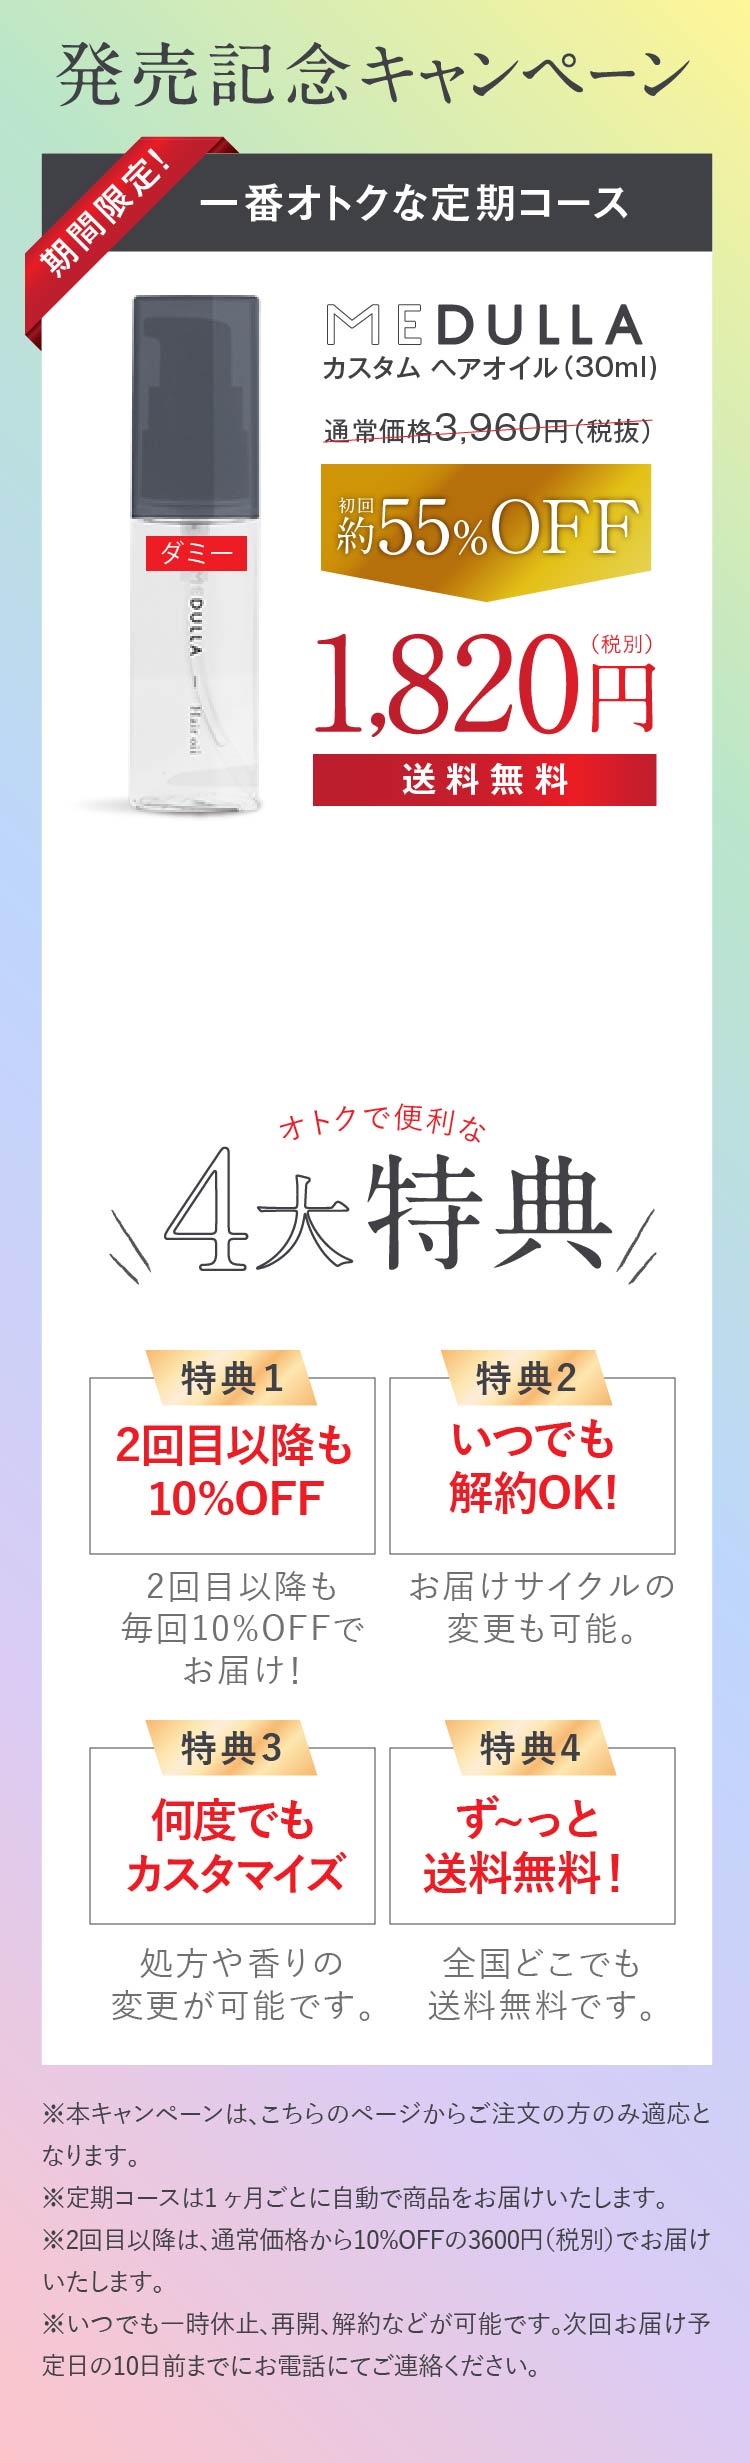 発売記念キャンペーン
期間限定!
一番オトクな定期コース
MEDULLA
カスタム ヘアオイル(30ml)
通常価格3,960円(税抜)
初回
約55%OFF
ダミー
MEDULLA — Hair oil
1,820円(税別)
送料無料
オトクで便利な
4大特典
特典1
2回目以降も
10%OFF
2回目以降も
毎回10%OFFで
お届け!
特典2
いつでも
解約OK!
お届けサイクルの
変更も可能。
特典3
何度でも
カスタマイズ
処方や香りの
変更が可能です。
特典4
ず~っと
送料無料!
全国どこでも
送料無料です。
※本キャンペーンは、こちらのページからご注文の方のみ適応と
なります。
※定期コースは1ヶ月ごとに自動で商品をお届けいたします。
※2回目以降は、通常価格から10%OFFの3600円(税別)でお届け
いたします。
※いつでも一時休止、再開、解約などが可能です。次回お届け予
定日の10日前までにお電話にてご連絡ください。